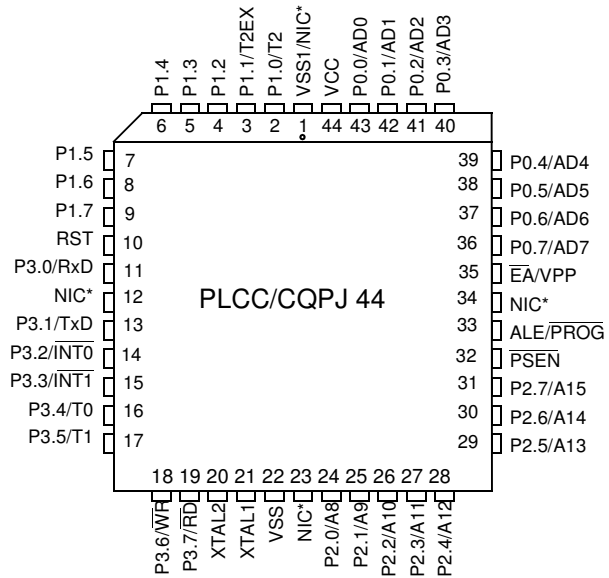 P1.4
P1.3
P1.2
P1.1/T2EX
P1.0/T2
VSS1/NIC*
VCC
P0.0/AD0
P0.1/AD1
P0.2/AD2
P0.3/AD3
6 5 4 3 2 1 44 43 42 41 40
P1.5 7
P1.6 8
P1.7 9
RST 10
P3.0/RxD 11
NIC* 12
P3.1/TxD 13
P3.2/INT0 14
P3.3/INT1 15
P3.4/T0 16
P3.5/T1 17
PLCC/CQPJ 44
39 P0.4/AD4
38 P0.5/AD5
37 P0.6/AD6
36 P0.7/AD7
35 EA/VPP
34 NIC*
33 ALE/PROG
32 PSEN
31 P2.7/A15
30 P2.6/A14
29 P2.5/A13
18 19 20 21 22 23 24 25 26 27 28
P3.6/WR
P3.7/RD
XTAL2
XTAL1
VSS
NIC*
P2.0/A8
P2.1/A9
P2.2/A10
P2.3/A11
P2.4/A12